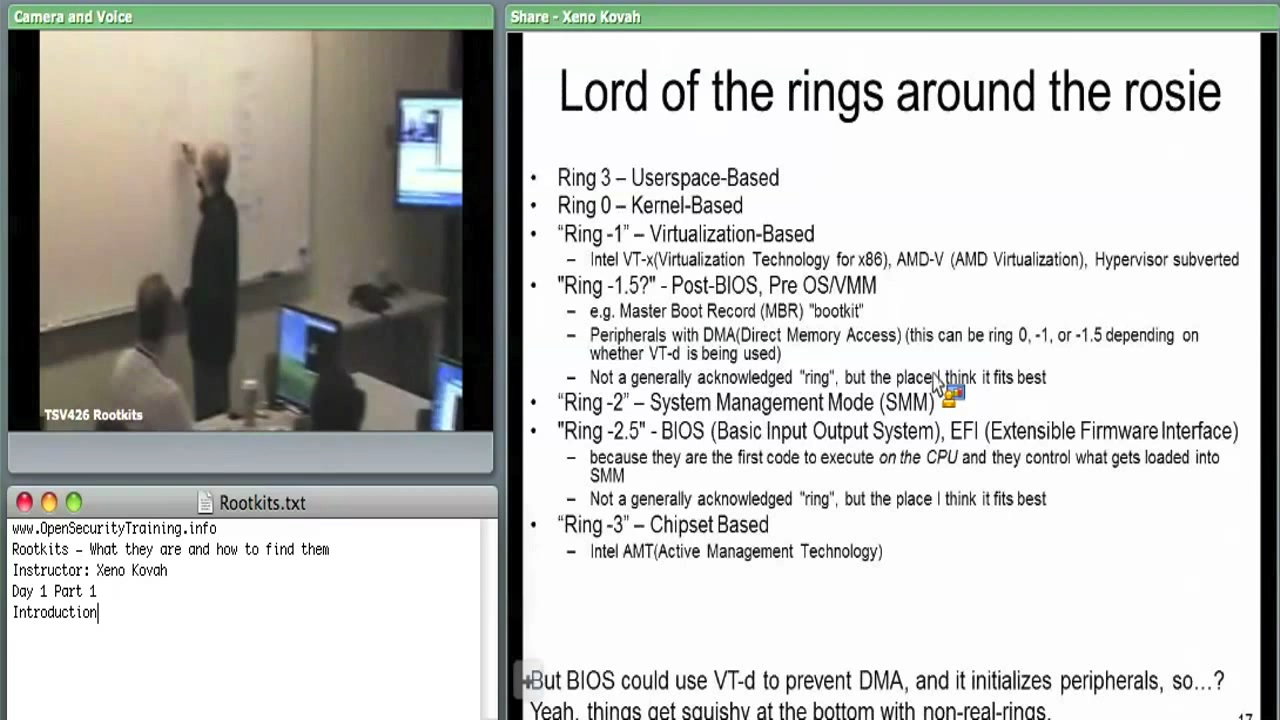 Camera and Voice
TSV426 Rootkits
Rootkits.txt
www.OpenSecurityTraining.info
Rootkits – What they are and how to find them
Instructor: Xeno Kovah
Day 1 Part 1
Introduction
Share - Xeno Kovah
Lord of the rings around the rosie
• Ring 3 – Userspace-Based
• Ring 0 – Kernel-Based
• “Ring -1” – Virtualization-Based
– Intel VT-x(Virtualization Technology for x86), AMD-V (AMD Virtualization), Hypervisor subverted
• "Ring -1.5?" - Post-BIOS, Pre OS/VMM
– e.g. Master Boot Record (MBR) "bootkit"
– Peripherals with DMA(Direct Memory Access) (this can be ring 0, -1, or -1.5 depending on
whether VT-d is being used)
– Not a generally acknowledged "ring", but the place I think it fits best
• “Ring -2” – System Management Mode (SMM)
• "Ring -2.5" - BIOS (Basic Input Output System), EFI (Extensible Firmware Interface)
– because they are the first code to execute on the CPU and they control what gets loaded into
SMM
– Not a generally acknowledged "ring", but the place I think it fits best
• “Ring -3” – Chipset Based
– Intel AMT(Active Management Technology)
But BIOS could use VT-d to prevent DMA, and it initializes peripherals, so…?
Yeah, things get squishy at the bottom with non-real-rings.
17